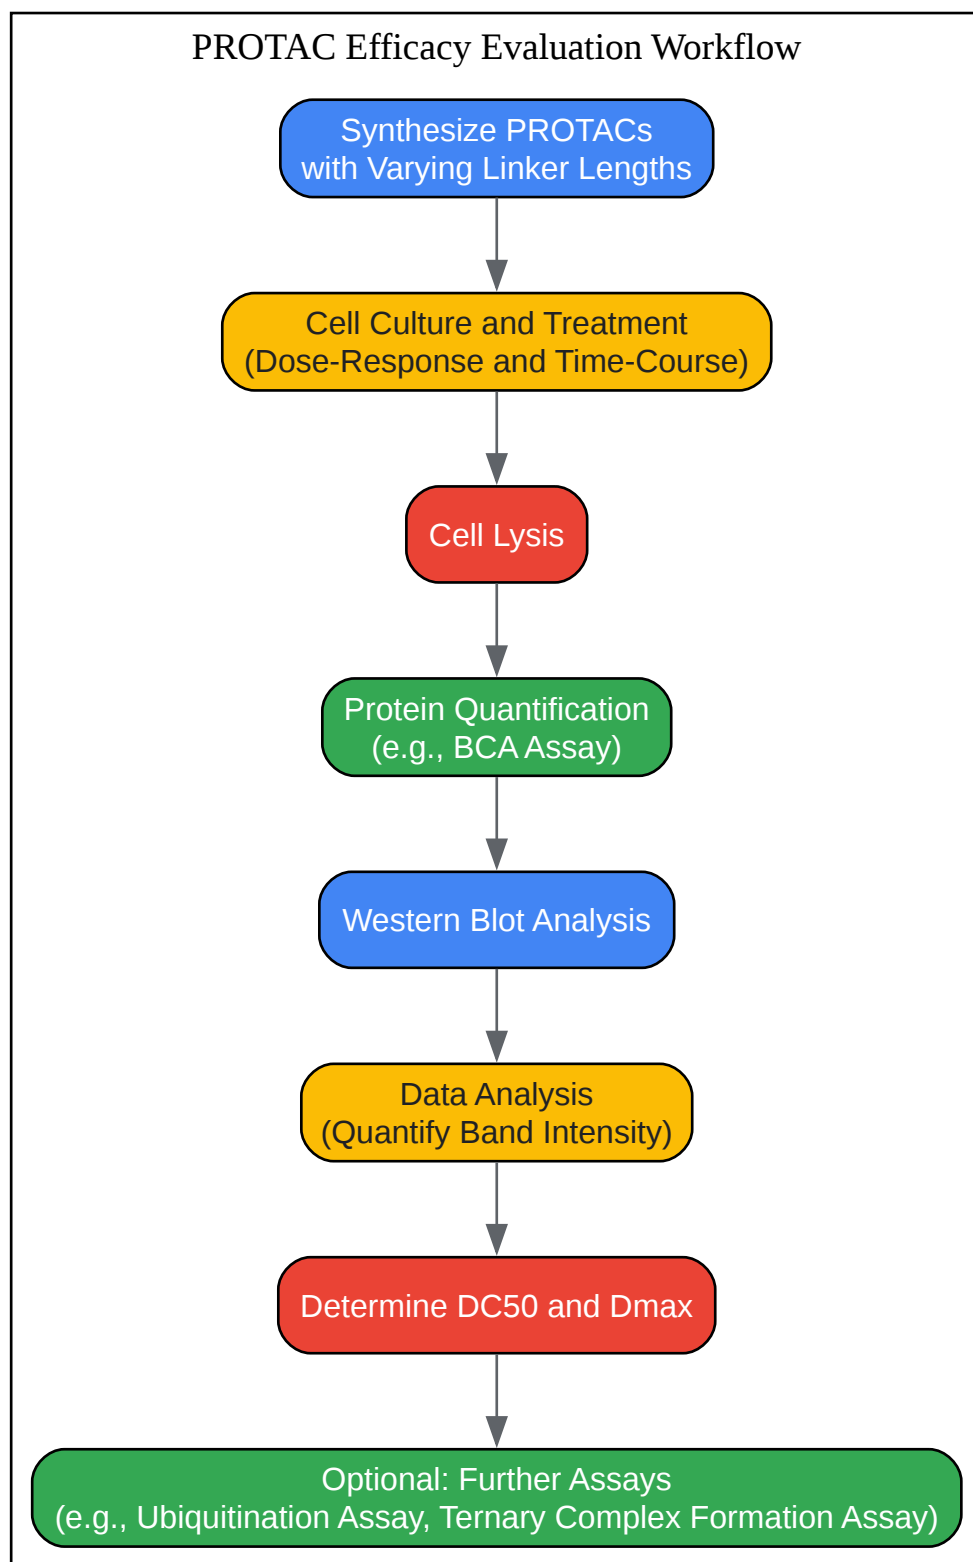 PROTAC Efficacy Evaluation Workflow
Synthesize PROTACs
with Varying Linker Lengths
Cell Culture and Treatment
(Dose-Response and Time-Course)
Cell Lysis
Protein Quantification
(e.g., BCA Assay)
Western Blot Analysis
Data Analysis
(Quantify Band Intensity)
Determine DC50 and Dmax
Optional: Further Assays
(e.g., Ubiquitination Assay, Ternary Complex Formation Assay)